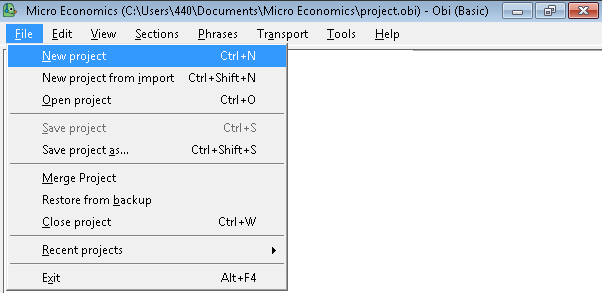 Micro Economics (C:\Users\440\Documents\Micro Economics\project.obi) - Obi (Basic)
File Edit View Sections Phrases Transport Tools Help
New project Ctrl+N
New project from import Ctrl+Shift+N
Open project Ctrl+O
Save project Ctrl+S
Save project as... Ctrl+Shift+S
Merge Project
Restore from backup
Close project Ctrl+W
Recent projects
Exit Alt+F4